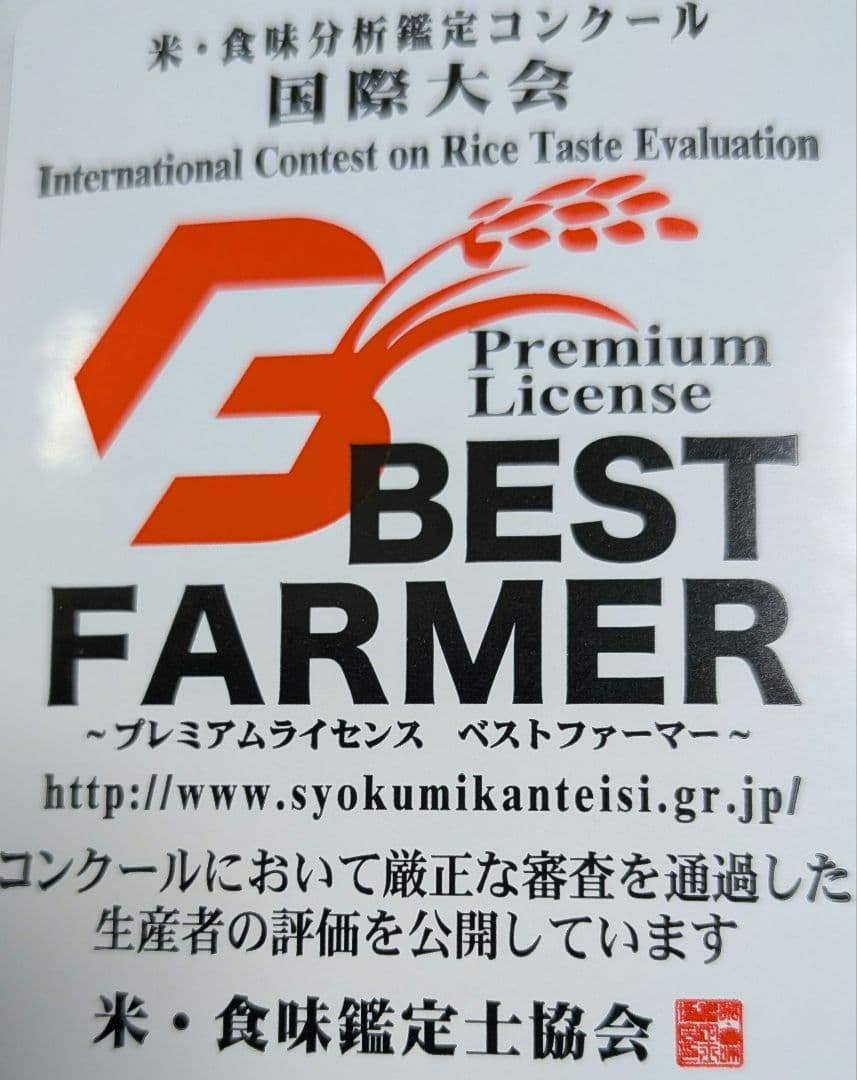 米・食味分析鑑定コンクール
国際大会
International Contest on Rice Taste Evaluation
Premium
License
BEST
FARMER
~プレミアムライセンス ベストファーマー~
http://www.syokumikanteisi.gr.jp/
コンクールにおいて厳正な審査を通過した
生産者の評価を公開しています
米・食味鑑定士協会